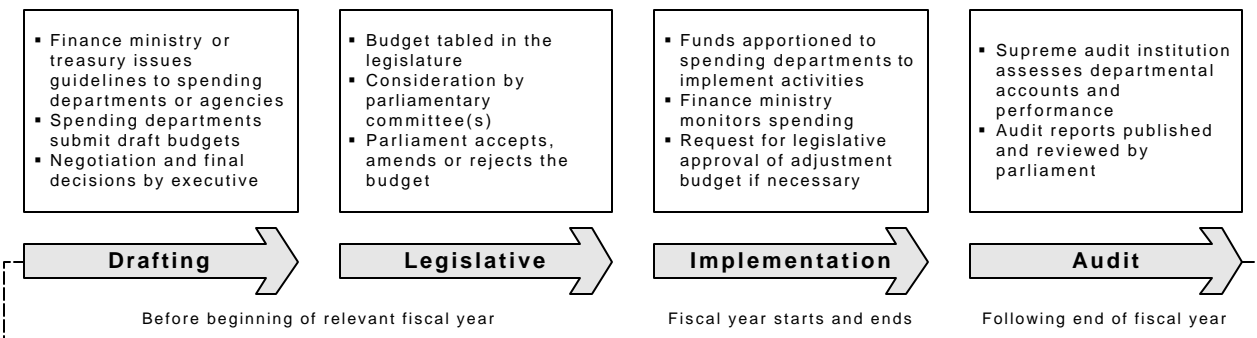 ▪ Finance ministry or
treasury issues
guidelines to spending
departments or agencies
▪ Spending departments
submit draft budgets
▪ Negotiation and final
decisions by executive
▪ Budget tabled in the
legislature
▪ Consideration by
parliamentary
committee(s)
▪ Parliament accepts,
amends or rejects the
budget
▪ Funds apportioned to
spending departments to
implement activities
▪ Finance ministry
monitors spending
▪ Request for legislative
approval of adjustment
budget if necessary
▪ Supreme audit institution
assesses departmental
accounts and
performance
▪ Audit reports published
and reviewed by
parliament
Drafting
Legislative
Implementation
Audit
Before beginning of relevant fiscal year
Fiscal year starts and ends
Following end of fiscal year